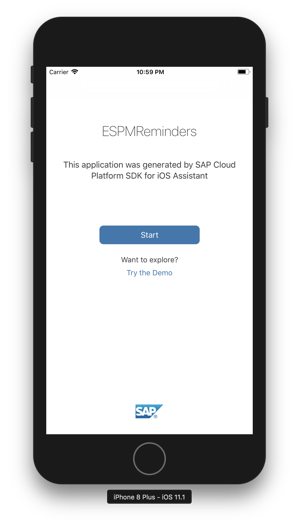 Carrier 10:59 PM
ESPMReminders
This application was generated by SAP Cloud
Platform SDK for iOS Assistant
Start
Want to explore?
Try the Demo
SAP
iPhone 8 Plus - iOS 11.1